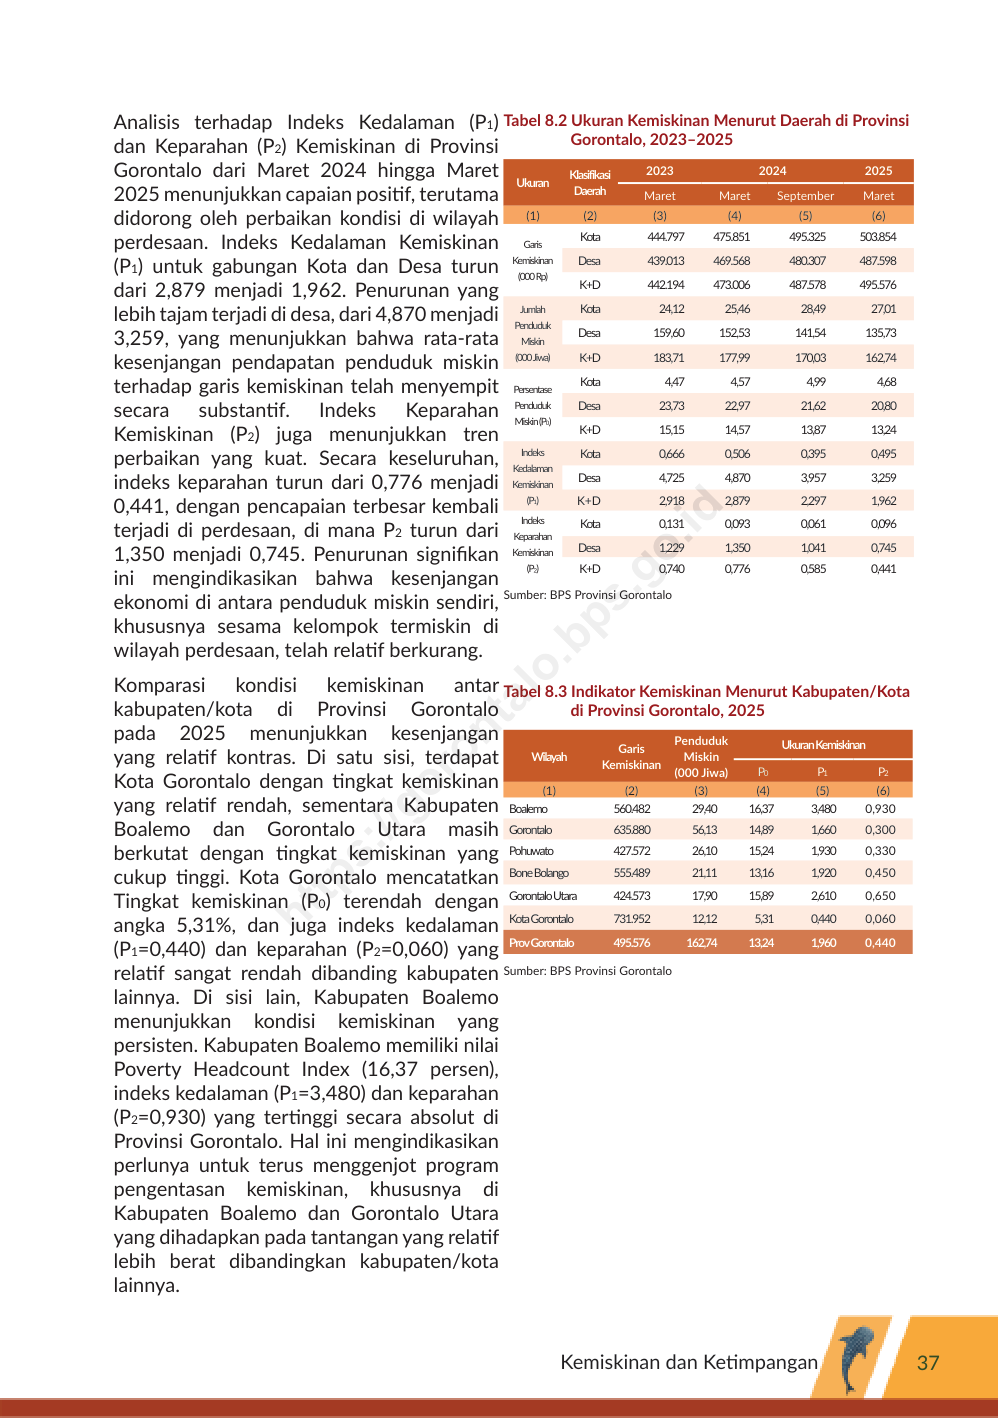 Analisis terhadap Indeks Kedalaman (P1)
dan Keparahan (P2) Kemiskinan di Provinsi
Gorontalo dari Maret 2024 hingga Maret
2025 menunjukkan capaian positif, terutama
didorong oleh perbaikan kondisi di wilayah
perdesaan. Indeks Kedalaman Kemiskinan
(P1) untuk gabungan Kota dan Desa turun
dari 2,879 menjadi 1,962. Penurunan yang
lebih tajam terjadi di desa, dari 4,870 menjadi
3,259, yang menunjukkan bahwa rata-rata
kesenjangan pendapatan penduduk miskin
terhadap garis kemiskinan telah menyempit
secara substantif. Indeks Keparahan
Kemiskinan (P2) juga menunjukkan tren
perbaikan yang kuat. Secara keseluruhan,
indeks keparahan turun dari 0,776 menjadi
0,441, dengan pencapaian terbesar kembali
terjadi di perdesaan, di mana P2 turun dari
1,350 menjadi 0,745. Penurunan signifikan
ini mengindikasikan bahwa kesenjangan
ekonomi di antara penduduk miskin sendiri,
khususnya sesama kelompok termiskin di
wilayah perdesaan, telah relatif berkurang.
Komparasi kondisi kemiskinan antar
kabupaten/kota di Provinsi Gorontalo
pada 2025 menunjukkan kesenjangan
yang relatif kontras. Di satu sisi, terdapat
Kota Gorontalo dengan tingkat kemiskinan
yang relatif rendah, sementara Kabupaten
Boalemo dan Gorontalo Utara masih
berkutat dengan tingkat kemiskinan yang
cukup tinggi. Kota Gorontalo mencatatkan
Tingkat kemiskinan (P0) terendah dengan
angka 5,31%, dan juga indeks kedalaman
(P1=0,440) dan keparahan (P2=0,060) yang
relatif sangat rendah dibanding kabupaten
lainnya. Di sisi lain, Kabupaten Boalemo
menunjukkan kondisi kemiskinan yang
persisten. Kabupaten Boalemo memiliki nilai
Poverty Headcount Index (16,37 persen),
indeks kedalaman (P1=3,480) dan keparahan
(P2=0,930) yang tertinggi secara absolut di
Provinsi Gorontalo. Hal ini mengindikasikan
perlunya untuk terus menggenjot program
pengentasan kemiskinan, khususnya di
Kabupaten Boalemo dan Gorontalo Utara
yang dihadapkan pada tantangan yang relatif
lebih berat dibandingkan kabupaten/kota
lainnya.
Tabel 8.2 Ukuran Kemiskinan Menurut Daerah di Provinsi
Gorontalo, 2023–2025
Ukuran Klasifikasi Daerah 2023 2024 2025
Maret Maret September Maret
(1) (2) (3) (4) (5) (6)
Garis Kemiskinan (000 Rp) Kota 444.797 475.851 495.325 503.854
Desa 439.013 469.568 480.307 487.598
K+D 442.194 473.006 487.578 495.576
Jumlah Penduduk Miskin (000 Jiwa) Kota 24,12 25,46 28,49 27,01
Desa 159,60 152,53 141,54 135,73
K+D 183,71 177,99 170,03 162,74
Persentase Penduduk Miskin (P0) Kota 4,47 4,57 4,99 4,68
Desa 23,73 22,97 21,62 20,80
K+D 15,15 14,57 13,87 13,24
Indeks Kedalaman Kemiskinan (P1) Kota 0,666 0,506 0,395 0,495
Desa 4,725 4,870 3,957 3,259
K+D 2,918 2,879 2,297 1,962
Indeks Keparahan Kemiskinan (P2) Kota 0,131 0,093 0,061 0,096
Desa 1,229 1,350 1,041 0,745
K+D 0,740 0,776 0,585 0,441
Sumber: BPS Provinsi Gorontalo
Tabel 8.3 Indikator Kemiskinan Menurut Kabupaten/Kota
di Provinsi Gorontalo, 2025
Wilayah Garis Kemiskinan Penduduk Miskin (000 Jiwa) Ukuran Kemiskinan
P0 P1 P2
(1) (2) (3) (4) (5) (6)
Boalemo 560.482 29,40 16,37 3,480 0,930
Gorontalo 635.880 56,13 14,89 1,660 0,300
Pohuwato 427.572 26,10 15,24 1,930 0,330
Bone Bolango 555.489 21,11 13,16 1,920 0,450
Gorontalo Utara 424.573 17,90 15,89 2,610 0,650
Kota Gorontalo 731.952 12,12 5,31 0,440 0,060
Prov Gorontalo 495.576 162,74 13,24 1,960 0,440
Sumber: BPS Provinsi Gorontalo
https://gorontalo.bps.go.id
Kemiskinan dan Ketimpangan 37